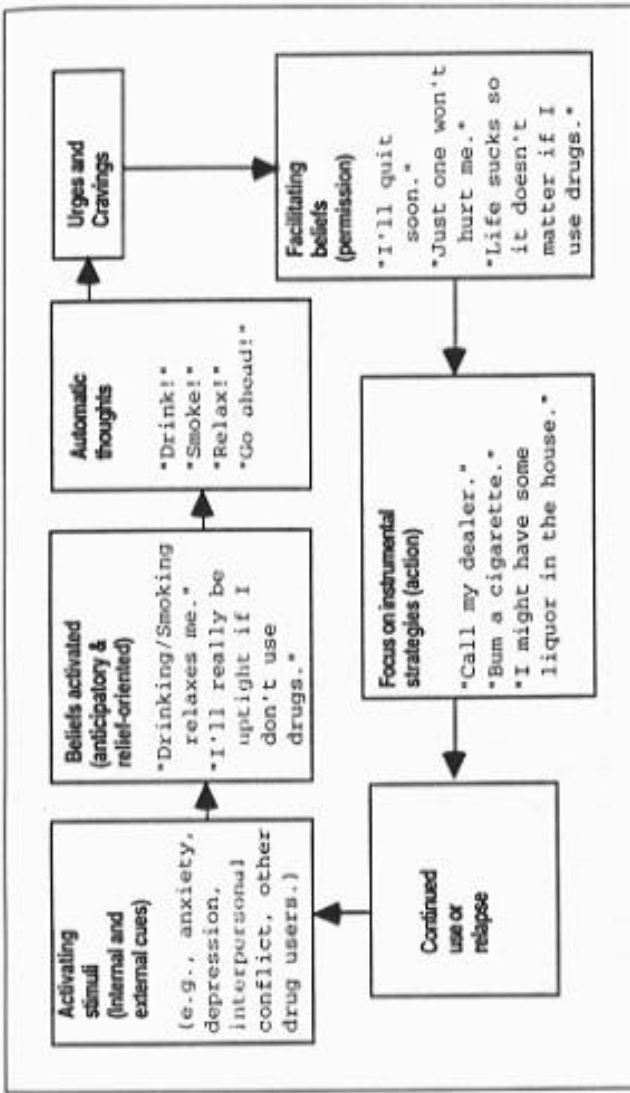 Activating
stimuli
(Internal and
external cues)
(e.g., anxiety,
depression,
interpersonal
conflict, other
drug users.)
Beliefs activated
(anticipatory &
relief-oriented)
"Drinking/Smoking
relaxes me."
"I'll really be
uptight if I
don't use
drugs."
Automatic
thoughts
"Drink!"
"Smoke!"
"Relax!"
"Go ahead!"
Urges and
Cravings
Facilitating
beliefs
(permission)
"I'll quit
soon."
"Just one won't
hurt me."
"Life sucks so
it doesn't
matter if I
use drugs."
Focus on instrumental
strategies (action)
"Call my dealer."
"Bum a cigarette."
"I might have some
liquor in the house."
Continued
use or
relapse